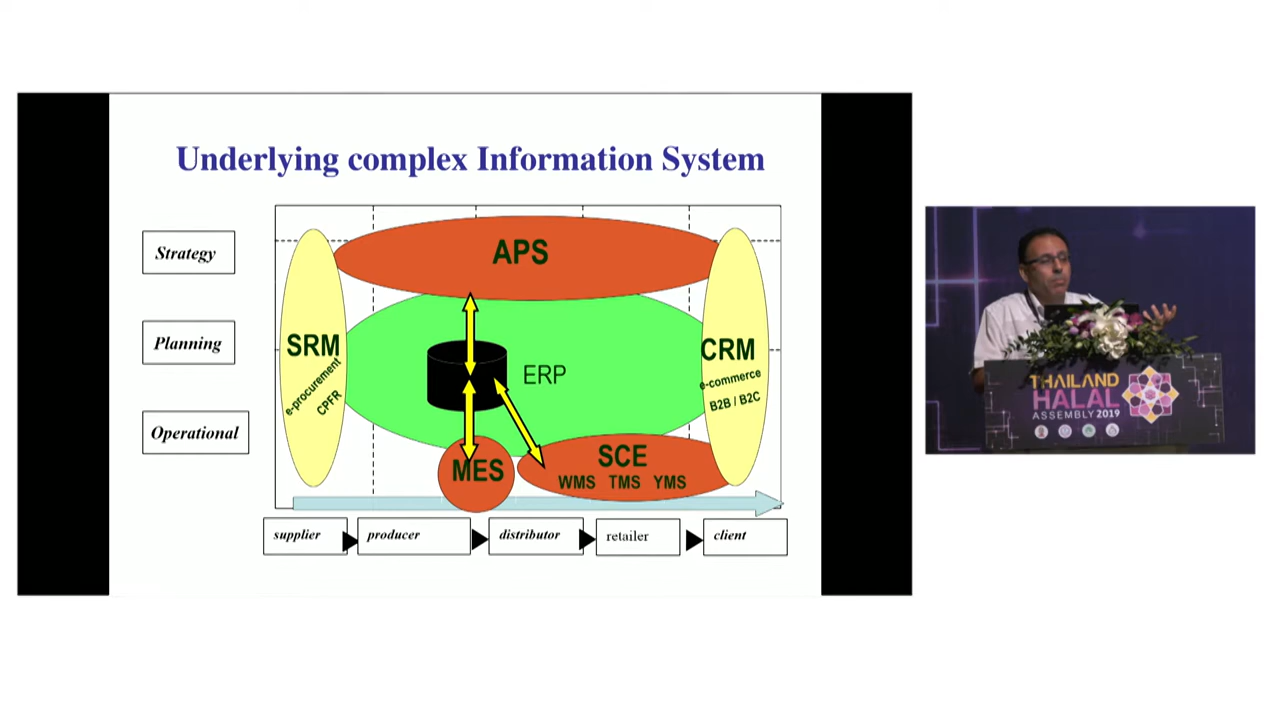 Underlying complex Information System
Strategy
Planning
Operational
APS
SRM
e-procurement
CPFR
ERP
CRM
e-commerce
B2B / B2C
MES
SCE
WMS TMS YMS
supplier
producer
distributor
retailer
client
THAILAND
HALAL
ASSEMBLY 2019